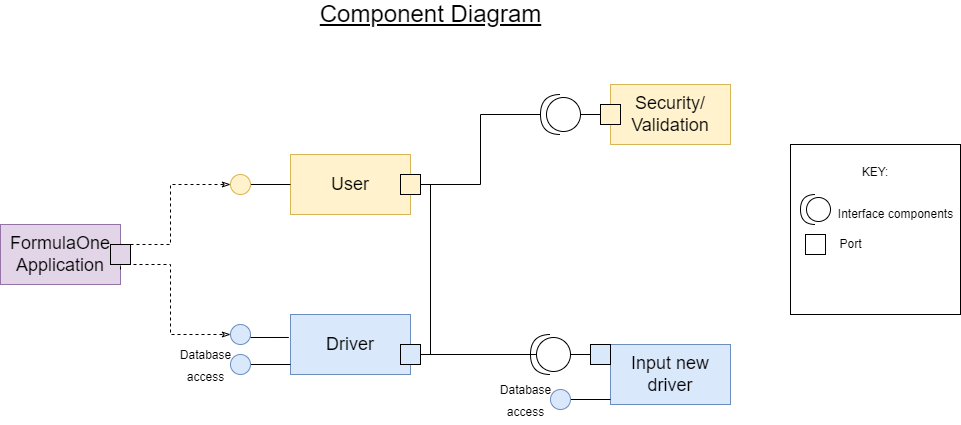 Component Diagram
Security/
Validation
KEY:
Interface components
Port
User
FormulaOne
Application
Driver
Database
access
Input new
driver
Database
access